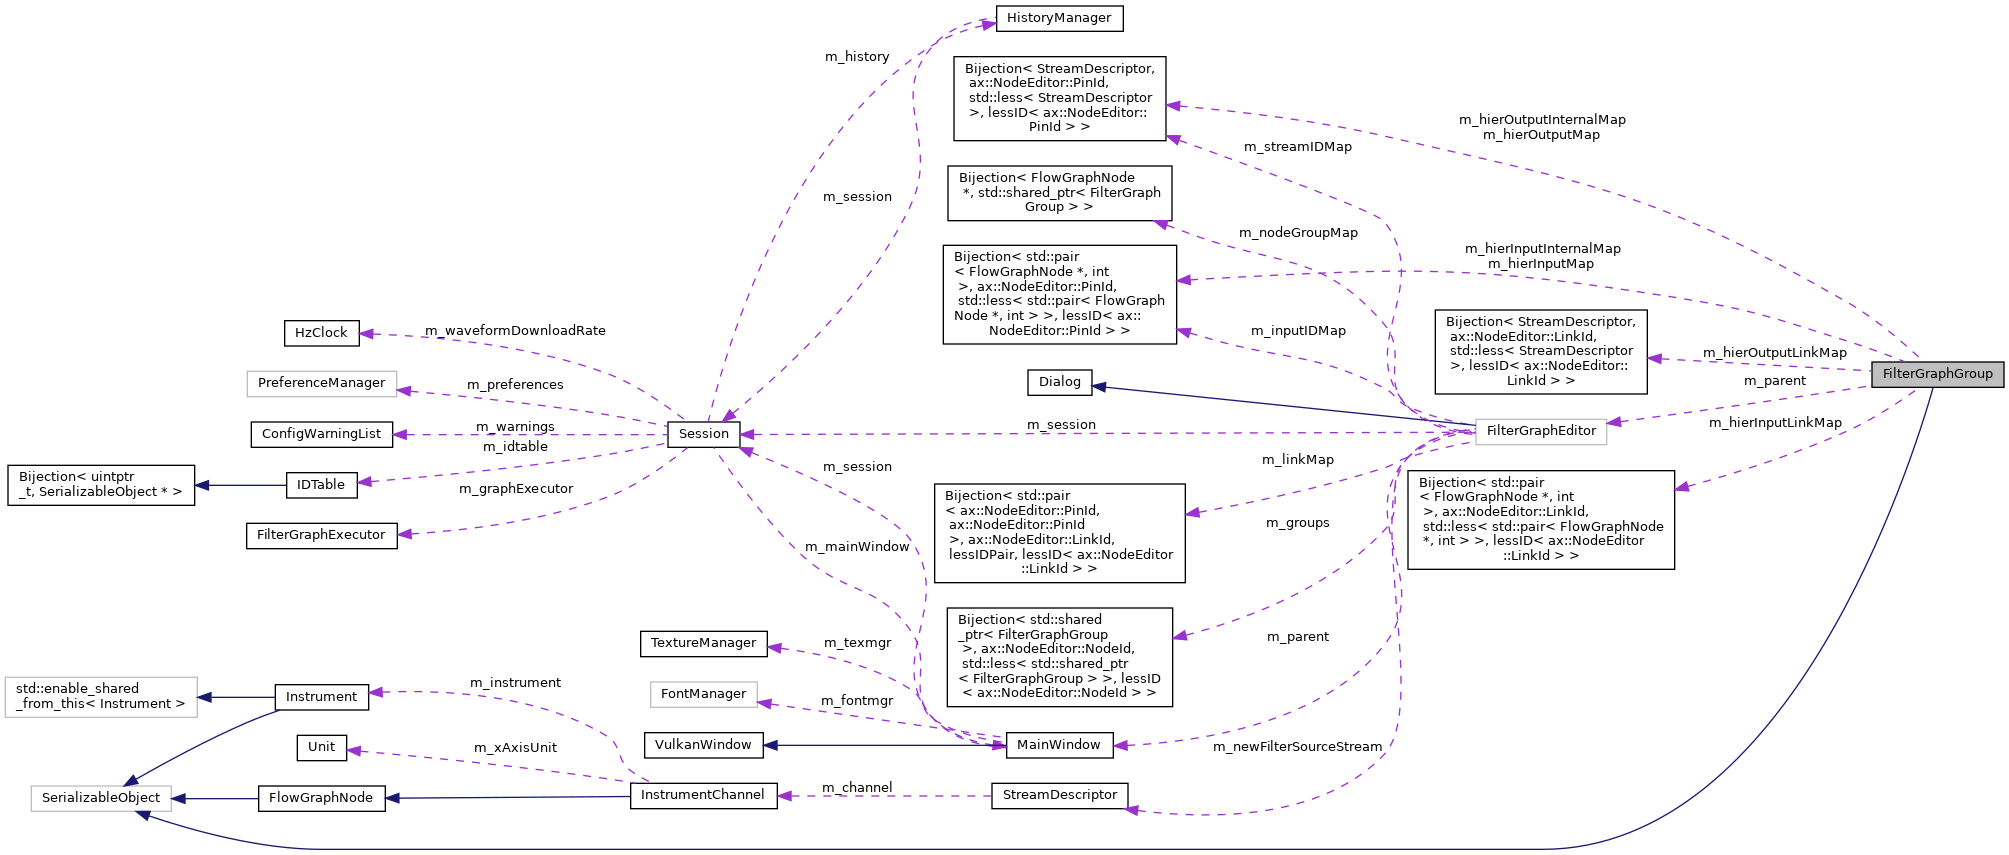 HistoryManager
m_history
Bijection< StreamDescriptor,
ax::NodeEditor::PinId,
std::less< StreamDescriptor
>, lessID< ax::NodeEditor::
PinId > >
m_hierOutputInternalMap
m_hierOutputMap
m_streamIDMap
m_session
Bijection< FlowGraphNode
*, std::shared_ptr< FilterGraph
Group > >
m_nodeGroupMap
Bijection< std::pair
< FlowGraphNode *, int
>, ax::NodeEditor::PinId,
std::less< std::pair< FlowGraph
Node *, int > >, lessID< ax::
NodeEditor::PinId > >
m_hierInputInternalMap
m_hierInputMap
m_inputIDMap
HzClock
m_waveformDownloadRate
Bijection< StreamDescriptor,
ax::NodeEditor::LinkId,
std::less< StreamDescriptor
>, lessID< ax::NodeEditor::
LinkId > >
m_hierOutputLinkMap
FilterGraphGroup
PreferenceManager
m_preferences
Dialog
m_parent
ConfigWarningList
m_warnings
Session
m_session
FilterGraphEditor
m_hierInputLinkMap
m_idtable
Bijection< uintptr
_t, SerializableObject * >
IDTable
m_graphExecutor
m_session
m_linkMap
Bijection< std::pair
< ax::NodeEditor::PinId,
ax::NodeEditor::PinId
>, ax::NodeEditor::LinkId,
lessIDPair, lessID< ax::NodeEditor
::LinkId > >
Bijection< std::pair
< FlowGraphNode *, int
>, ax::NodeEditor::LinkId,
std::less< std::pair< FlowGraphNode
*, int > >, lessID< ax::NodeEditor
::LinkId > >
FilterGraphExecutor
m_mainWindow
m_groups
Bijection< std::shared
_ptr< FilterGraphGroup
>, ax::NodeEditor::NodeId,
std::less< std::shared_ptr
< FilterGraphGroup > >, lessID
< ax::NodeEditor::NodeId > >
TextureManager
m_texmgr
m_parent
std::enable_shared
_from_this< Instrument >
Instrument
m_instrument
FontManager
m_fontmgr
Unit
m_xAxisUnit
VulkanWindow
MainWindow
m_newFilterSourceStream
SerializableObject
FlowGraphNode
InstrumentChannel
m_channel
StreamDescriptor